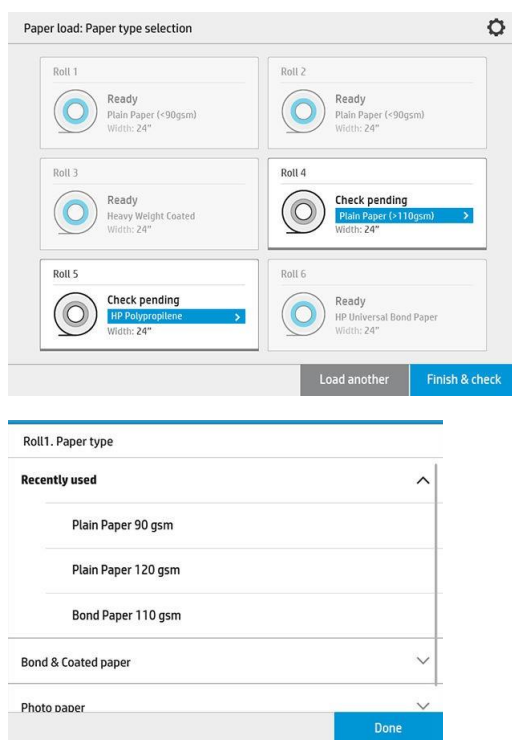 Paper load: Paper type selection
Roll 1
Ready
Plain Paper (<90gsm)
Width: 24"
Roll 2
Ready
Plain Paper (<90gsm)
Width: 24"
Roll 3
Ready
Heavy Weight Coated
Width: 24"
Roll 4
Check pending
Plain Paper (>110gsm)
Width: 24"
Roll 5
Check pending
HP Polypropilene
Width: 24"
Roll 6
Ready
HP Universal Bond Paper
Width: 24"
Load another
Finish & check
Roll1. Paper type
Recently used
Plain Paper 90 gsm
Plain Paper 120 gsm
Bond Paper 110 gsm
Bond & Coated paper
Photo paper
Done